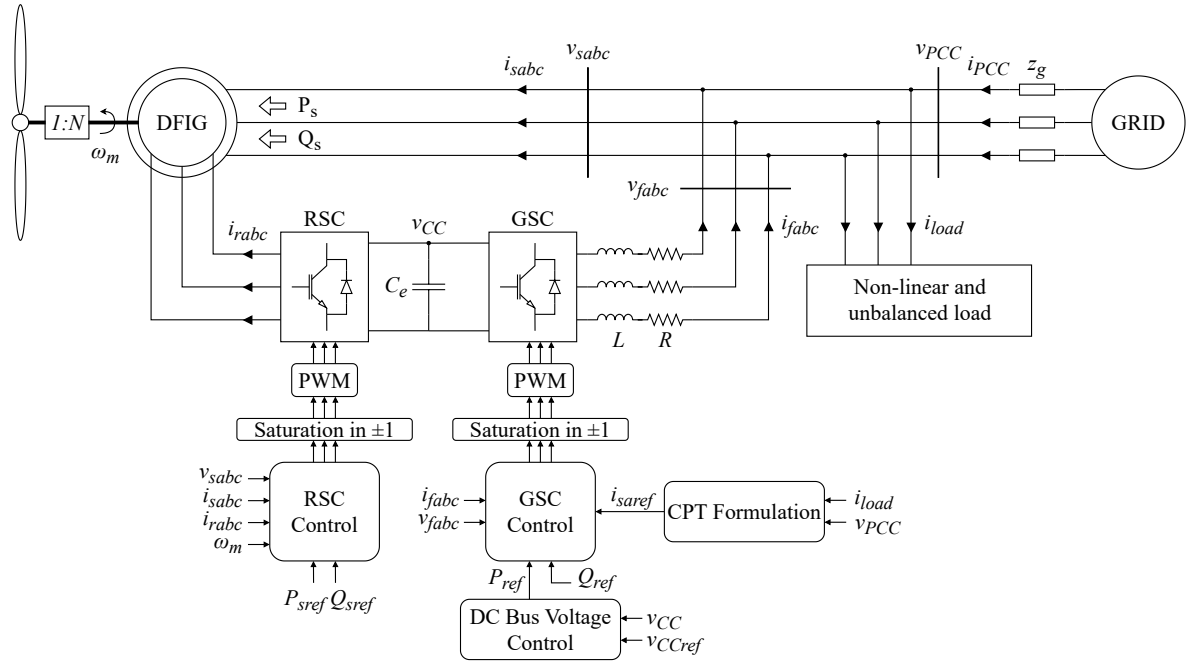 v_sabc
v_PCC
i_sabc
i_PCC
z_g
1:N
ω_m
DFIG
P_s
Q_s
GRID
v_fabc
i_rabc
RSC
v_CC
GSC
i_fabc
i_load
C_e
L
R
Non-linear and
unbalanced load
PWM
PWM
Saturation in ±1
Saturation in ±1
v_sabc
i_sabc
i_rabc
ω_m
RSC
Control
i_fabc
v_fabc
GSC
Control
i_saref
CPT Formulation
i_load
v_PCC
P_sref
Q_sref
P_ref
Q_ref
DC Bus Voltage
Control
v_CC
v_CCref